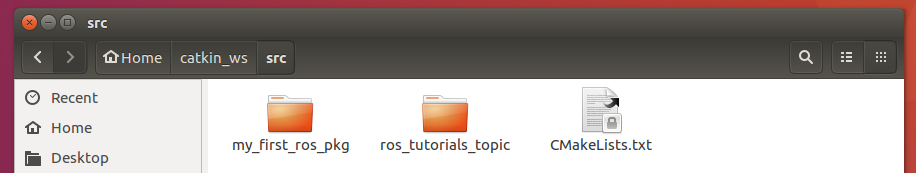 src
Home catkin_ws src
Recent
Home
Desktop
my_first_ros_pkg ros_tutorials_topic CMakeLists.txt